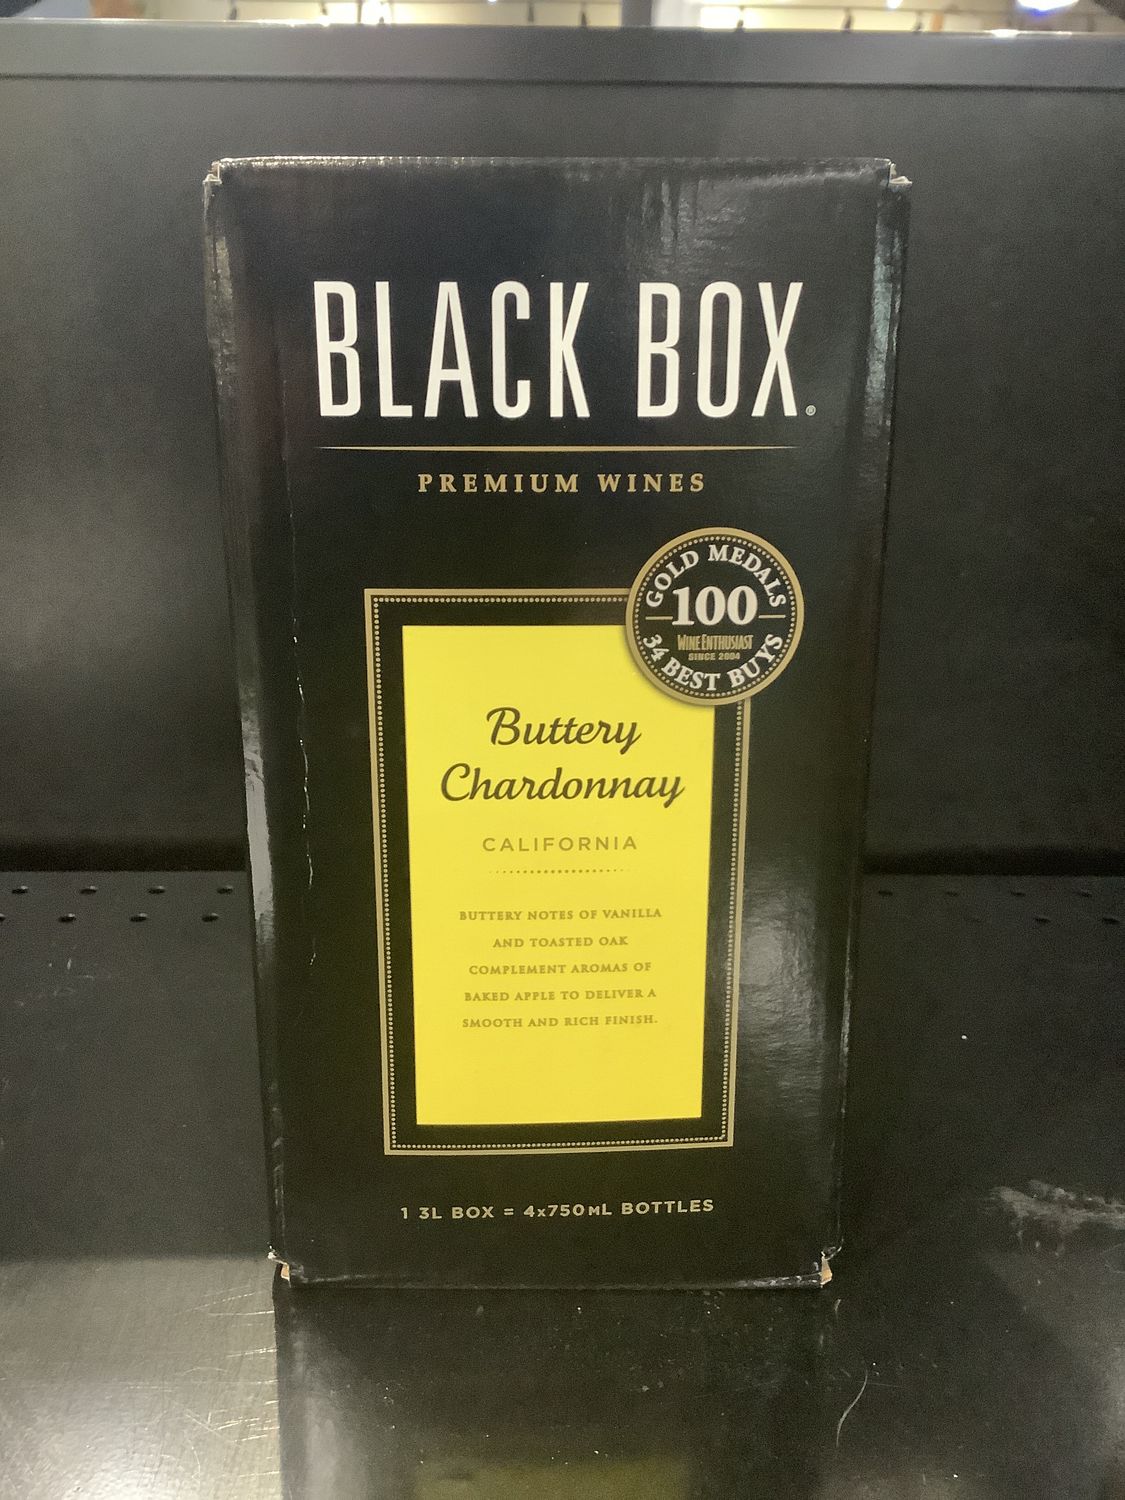 BLACK BOX®
PREMIUM WINES
GOLD MEDALS
100
WINE ENTHUSIAST
SINCE 2004
34 BEST BUYS
Buttery
Chardonnay
CALIFORNIA
BUTTERY NOTES OF VANILLA
AND TOASTED OAK
COMPLEMENT AROMAS OF
BAKED APPLE TO DELIVER A
SMOOTH AND RICH FINISH.
1 3L BOX = 4x750ML BOTTLES